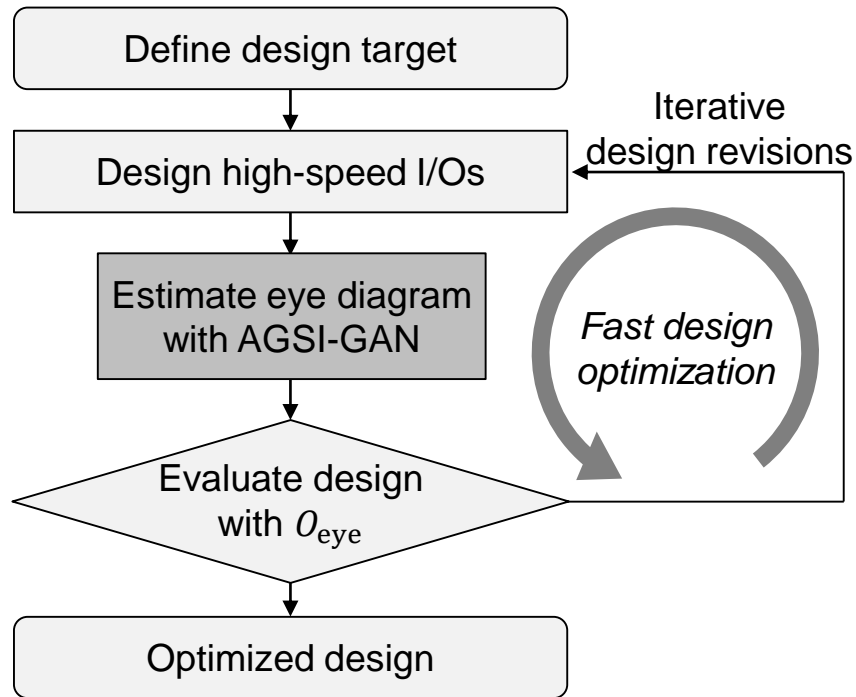 Define design target
Iterative
design revisions
Design high-speed I/Os
Estimate eye diagram
with AGSI-GAN
Fast design
optimization
Evaluate design
with O_eye
Optimized design